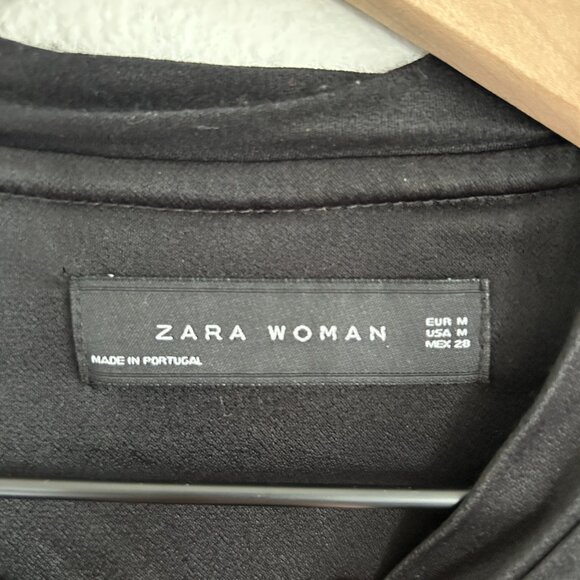 ZARA WOMAN
MADE IN PORTUGAL
EUR M
USA M
MEX 28